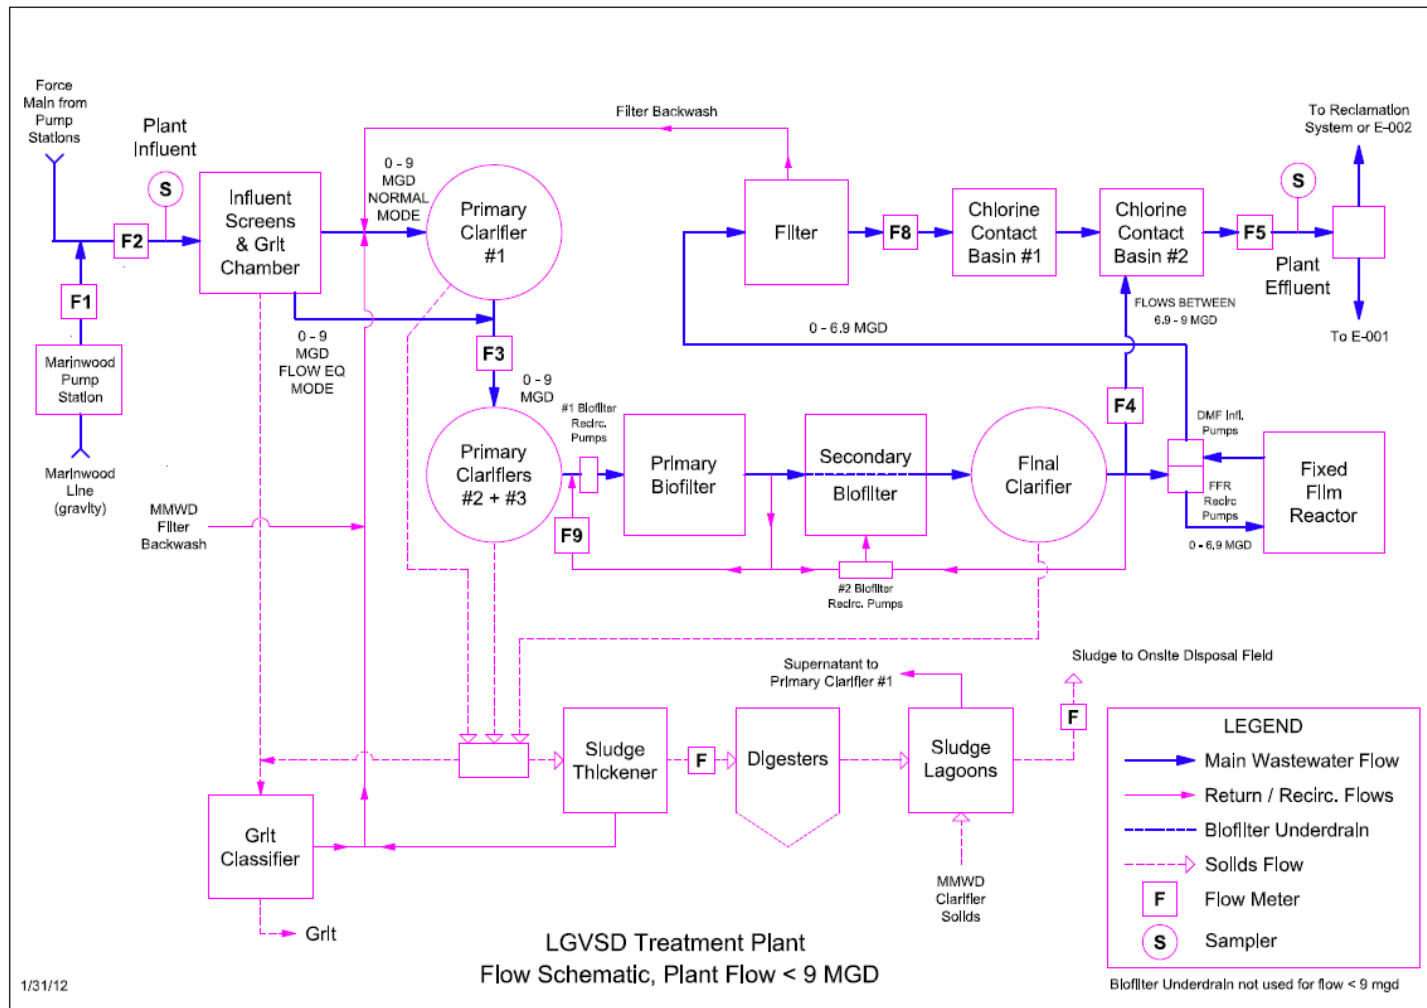 Force
Main from
Pump
Stations
Plant
Influent
S
F2
F1
Marinwood
Pump
Station
Marinwood
Line
(gravity)
Influent
Screens
& Grit
Chamber
0 - 9
MGD
NORMAL
MODE
0 - 9
MGD
FLOW EQ
MODE
Filter Backwash
Primary
Clarifier
#1
F3
0 - 9
MGD
Primary
Clarifiers
#2 + #3
#1 Biofilter
Recirc.
Pumps
F9
Primary
Biofilter
Secondary
Biofilter
#2 Biofilter
Recirc. Pumps
Final
Clarifier
F4
FLOWS BETWEEN
6.9 - 9 MGD
0 - 6.9 MGD
DMF Infl.
Pumps
FFR
Recirc
Pumps
0 - 6.9 MGD
Fixed
Film
Reactor
Filter
F8
Chlorine
Contact
Basin #1
Chlorine
Contact
Basin #2
F5
S
Plant
Effluent
To Reclamation
System or E-002
To E-001
MMWD
Filter
Backwash
Grit
Classifier
Grit
Sludge
Thickener
F
Digesters
Supernatant to
Primary Clarifier #1
Sludge
Lagoons
MMWD
Clarifier
Solids
F
Sludge to Onsite Disposal Field
LEGEND
Main Wastewater Flow
Return / Recirc. Flows
Biofilter Underdrain
Solids Flow
F Flow Meter
S Sampler
Biofilter Underdrain not used for flow < 9 mgd
LGVSD Treatment Plant
Flow Schematic, Plant Flow < 9 MGD
1/31/12